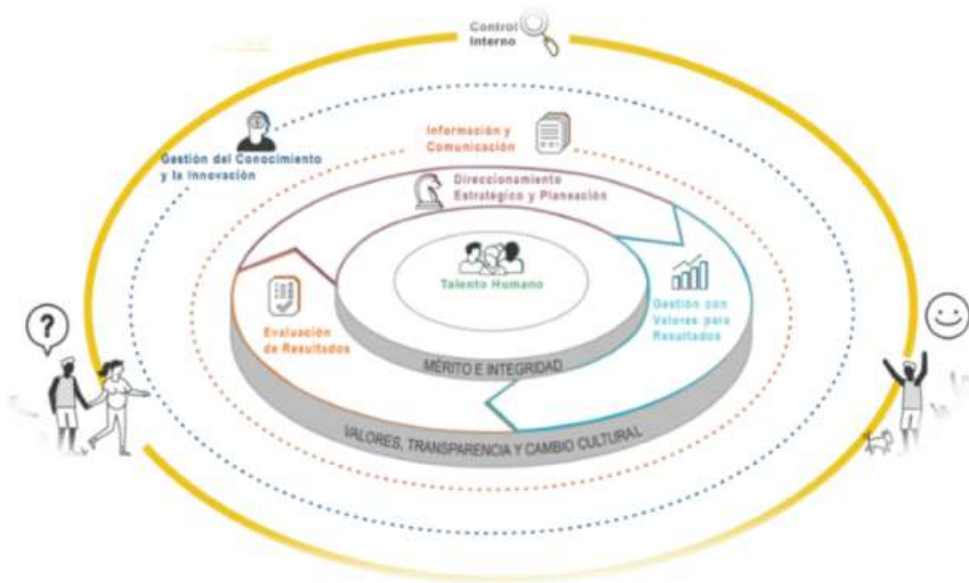 Control
Interno
Información y
Comunicación
Gestión del Conocimiento
y la Innovación
Direccionamiento
Estratégico y Planeación
Talento Humano
Gestión con
Valores para
Resultados
Evaluación
de Resultados
?
MÉRITO E INTEGRIDAD
VALORES, TRANSPARENCIA Y CAMBIO CULTURAL